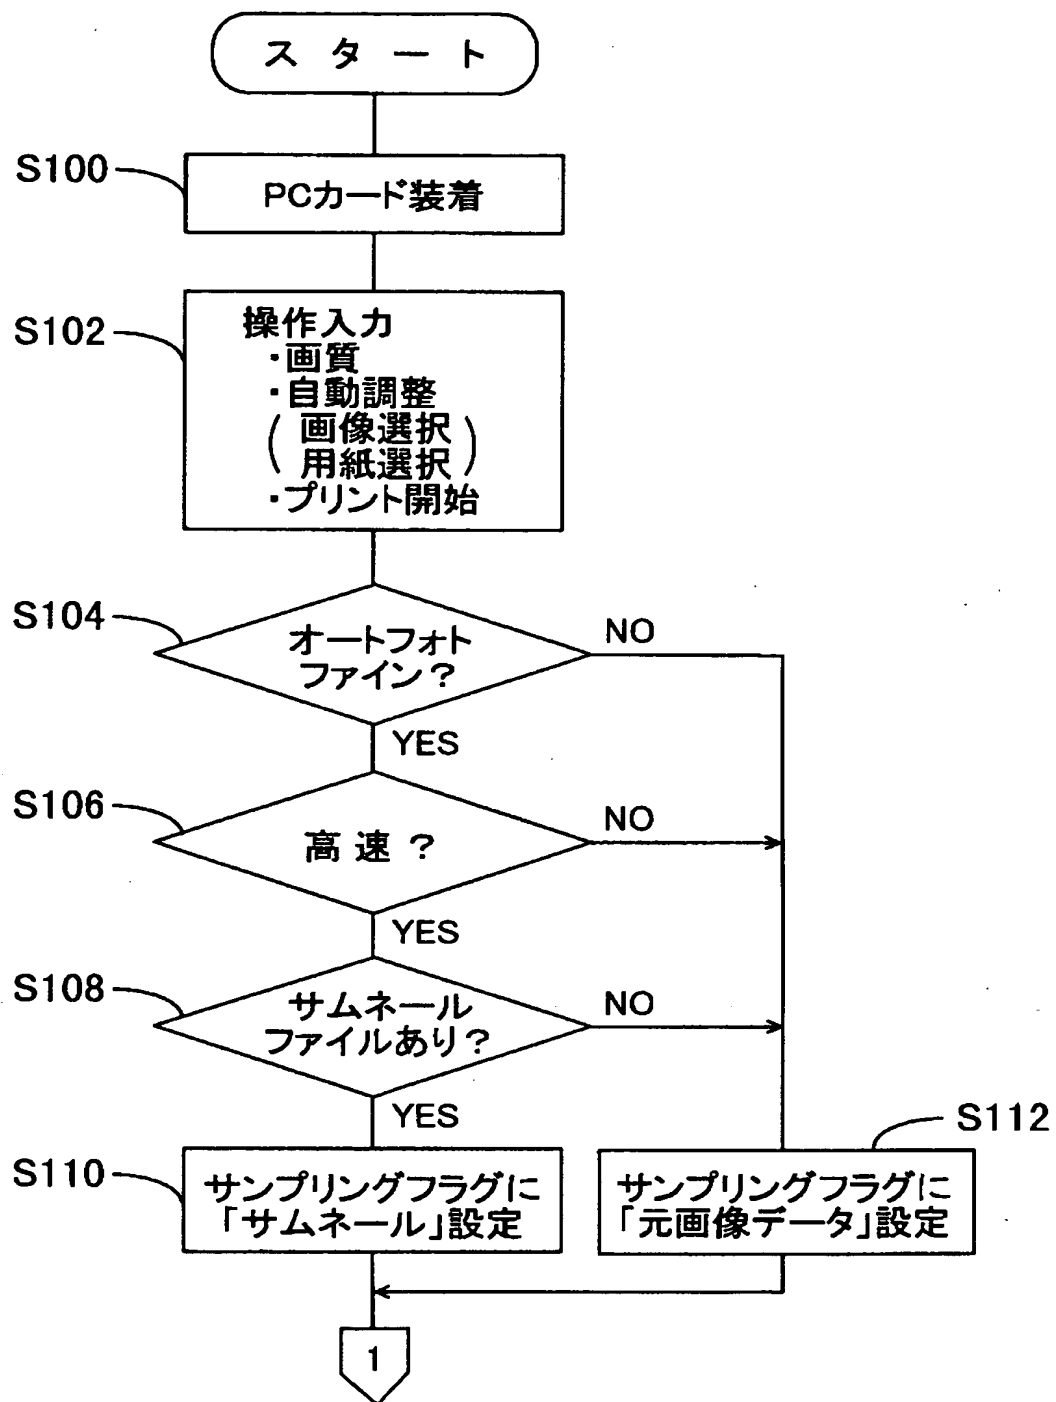 スタート
S100
PCカード装着
S102
操作入力
・画質
・自動調整
(画像選択
用紙選択)
・プリント開始
S104
オートフォト
ファイン?
NO
YES
S106
高速?
NO
YES
S108
サムネール
ファイルあり?
NO
YES
S110
サンプリングフラグに
「サムネール」設定
S112
サンプリングフラグに
「元画像データ」設定
1